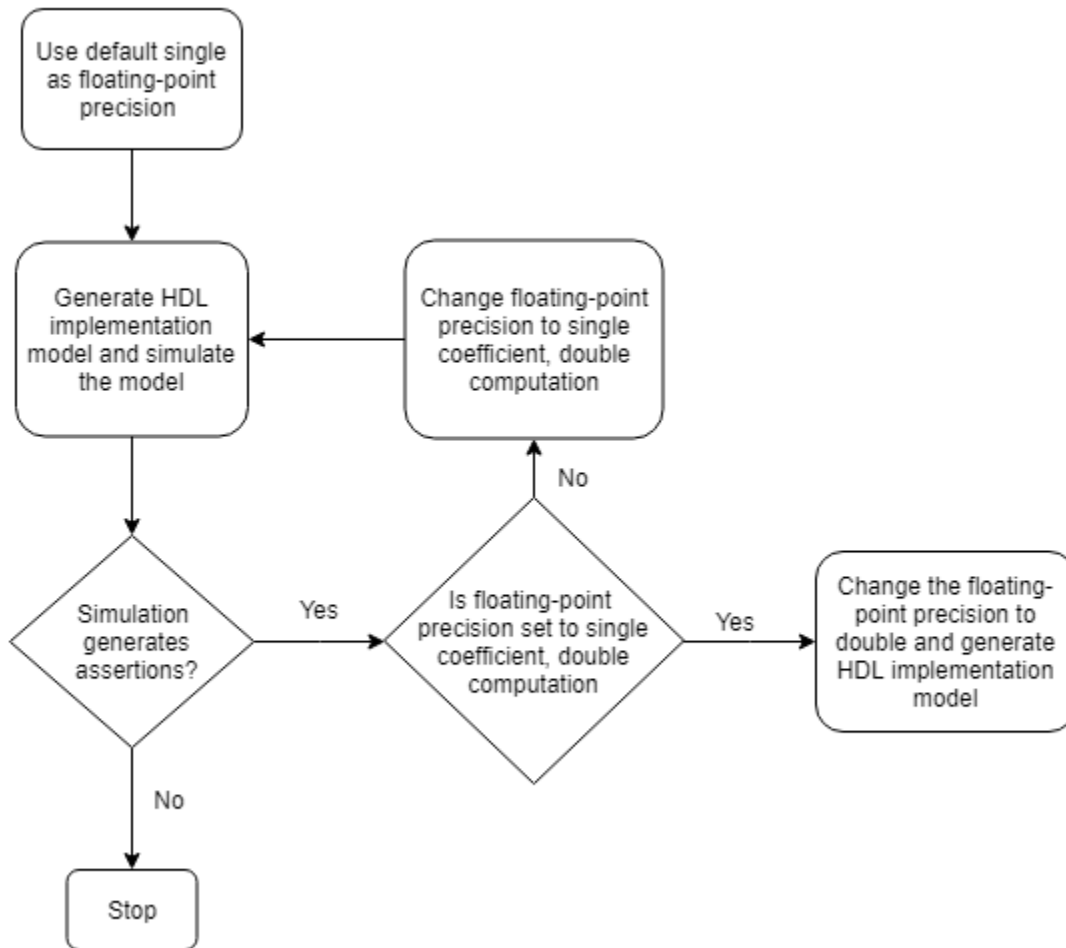 Use default single
as floating-point
precision
Generate HDL
implementation
model and simulate
the model
Change floating-point
precision to single
coefficient, double
computation
No
Simulation
generates
assertions?
Yes
Is floating-point
precision set to single
coefficient, double
computation
Yes
Change the floating-
point precision to
double and generate
HDL implementation
model
No
Stop